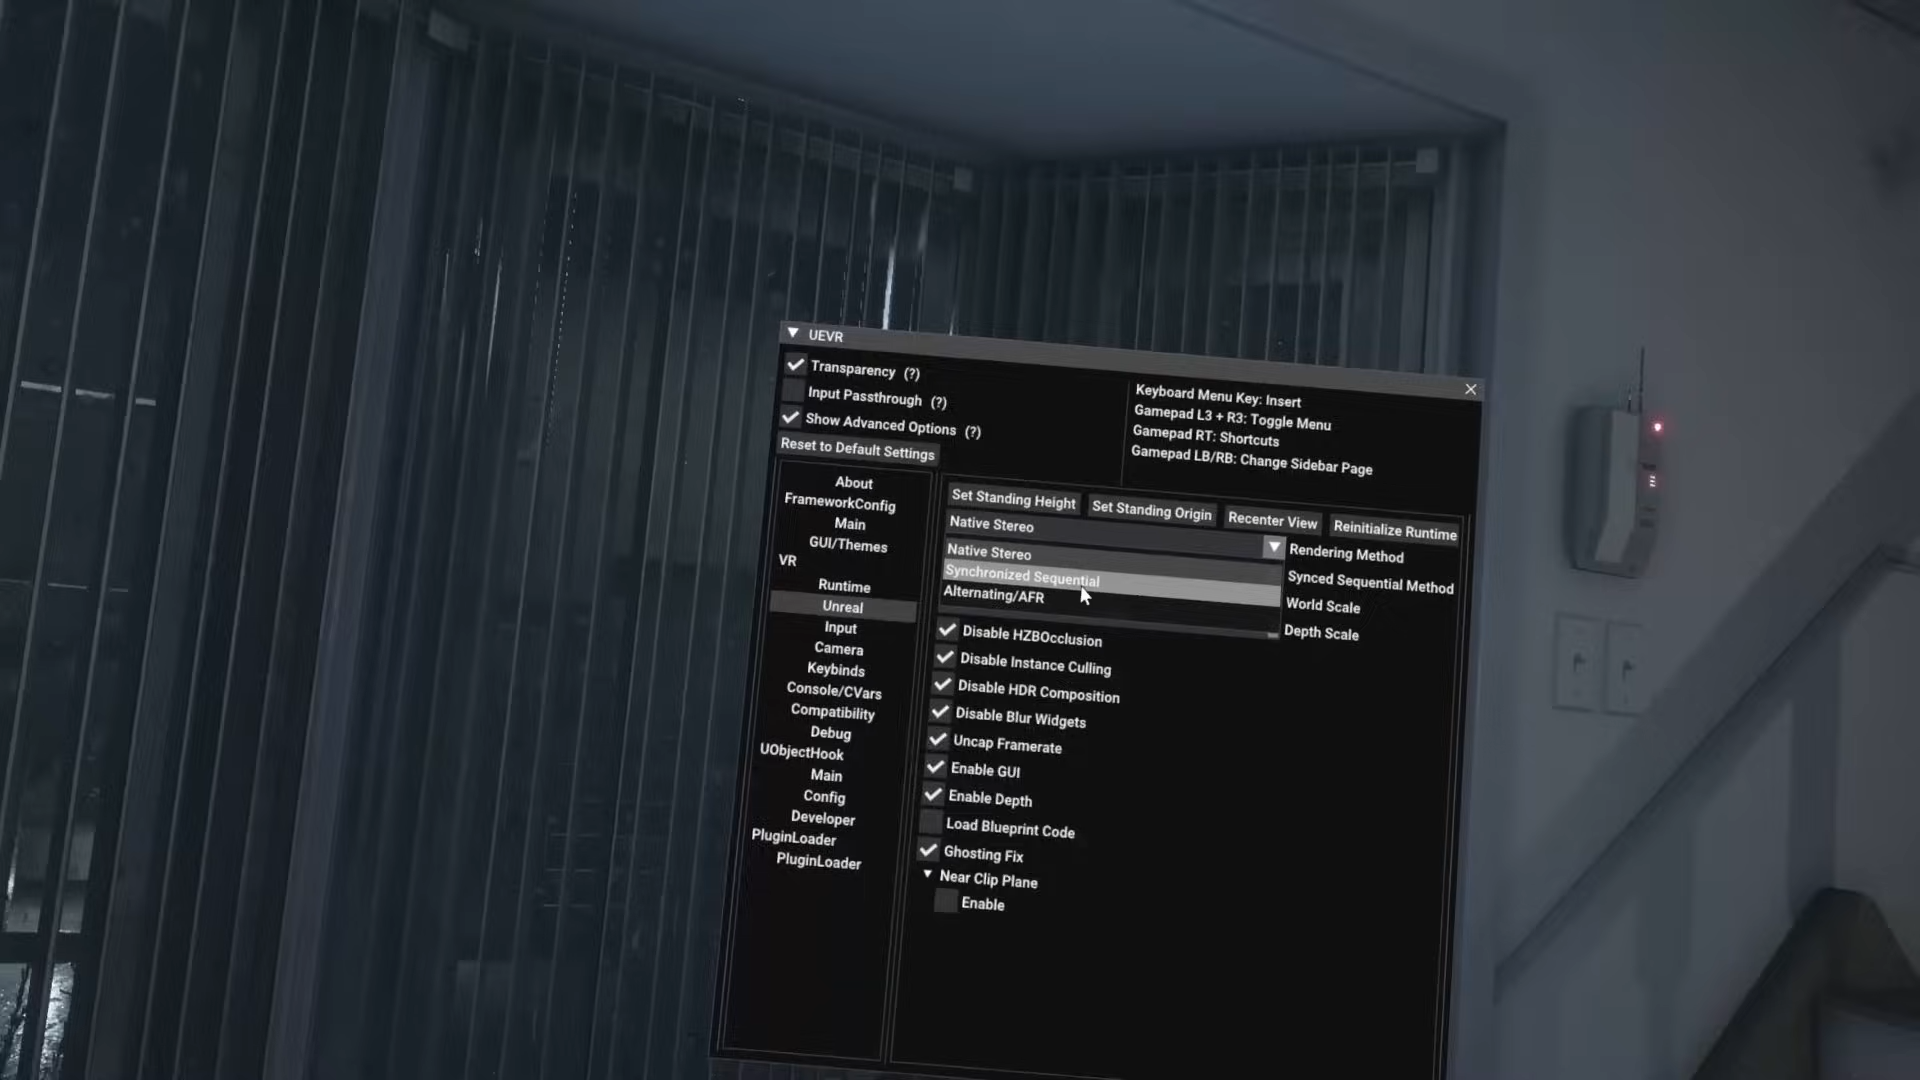 UEVR
Transparency (?)
Input Passthrough (?)
Show Advanced Options (?)
Reset to Default Settings
Keyboard Menu Key: Insert
Gamepad L3 + R3: Toggle Menu
Gamepad RT: Shortcuts
Gamepad LB/RB: Change Sidebar Page
About
FrameworkConfig
Main
GUI/Themes
VR
Runtime
Unreal
Input
Camera
Keybinds
Console/CVars
Compatibility
Debug
UObjectHook
Main
Config
Developer
PluginLoader
PluginLoader
Set Standing Height Set Standing Origin Recenter View Reinitialize Runtime
Native Stereo Rendering Method
Native Stereo
Synchronized Sequential
Alternating/AFR
Synced Sequential Method
World Scale
Depth Scale
Disable HZBOcclusion
Disable Instance Culling
Disable HDR Composition
Disable Blur Widgets
Uncap Framerate
Enable GUI
Enable Depth
Load Blueprint Code
Ghosting Fix
Near Clip Plane
Enable